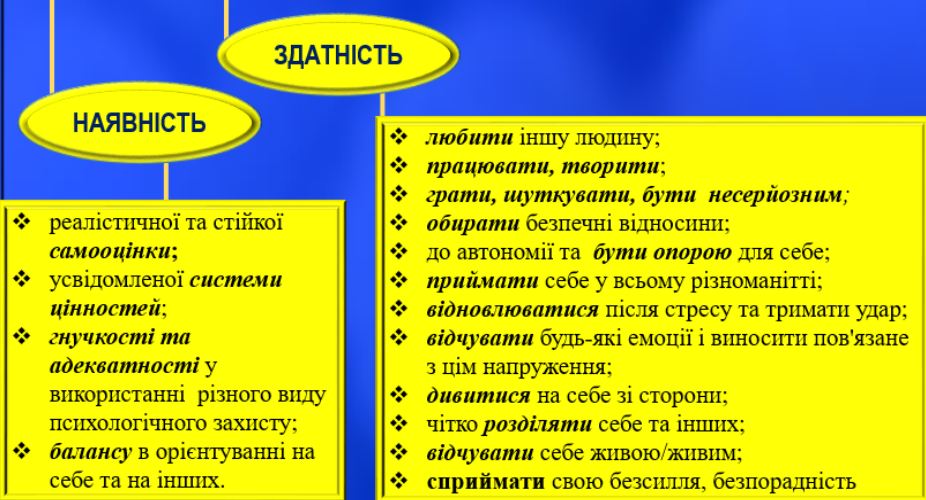 ЗДАТНІСТЬ
НАЯВНІСТЬ
❖ реалістичної та стійкої
самооцінки;
❖ усвідомленої системи
цінностей;
❖ гнучкості та
адекватності у
використанні різного виду
психологічного захисту;
❖ балансу в орієнтуванні на
себе та на інших.
❖ любити іншу людину;
❖ працювати, творити;
❖ грати, шуткувати, бути несерйозним;
❖ обирати безпечні відносини;
❖ до автономії та бути опорою для себе;
❖ приймати себе у всьому різноманітті;
❖ відновлюватися після стресу та тримати удар;
❖ відчувати будь-які емоції і виносити пов'язане
з цім напруження;
❖ дивитися на себе зі сторони;
❖ чітко розділяти себе та інших;
❖ відчувати себе живою/живим;
❖ сприймати свою безсилля, безпорадність